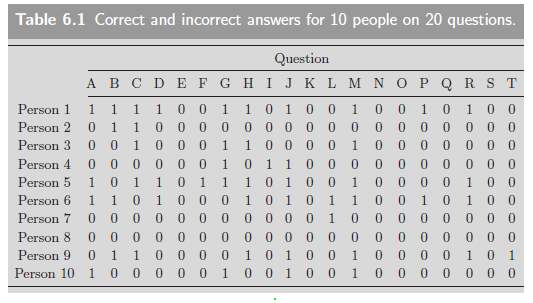 Table 6.1 Correct and incorrect answers for 10 people on 20 questions.
Question
A B C D E F G H I J K L M N O P Q R S T
Person 1 1 1 1 1 0 0 1 1 0 1 0 0 1 0 0 1 0 1 0 0
Person 2 0 1 1 0 0 0 0 0 0 0 0 0 0 0 0 0 0 0 0 0
Person 3 0 0 1 0 0 0 1 1 0 0 0 0 1 0 0 0 0 0 0 0
Person 4 0 0 0 0 0 0 1 0 1 1 0 0 0 0 0 0 0 0 0 0
Person 5 1 0 1 1 0 1 1 1 0 1 0 0 1 0 0 0 0 1 0 0
Person 6 1 1 0 1 0 0 0 1 0 1 0 1 1 0 0 1 0 1 0 0
Person 7 0 0 0 0 0 0 0 0 0 0 0 1 0 0 0 0 0 0 0 0
Person 8 0 0 0 0 0 0 0 0 0 0 0 0 0 0 0 0 0 0 0 0
Person 9 0 1 1 0 0 0 0 1 0 1 0 0 1 0 0 0 0 1 0 1
Person 10 1 0 0 0 0 0 1 0 0 1 0 0 1 0 0 0 0 0 0 0